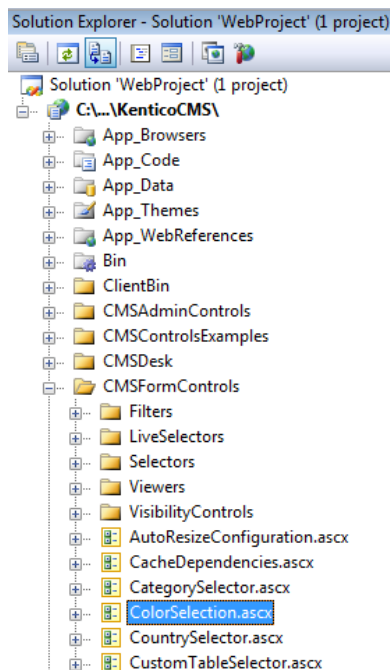 Solution Explorer - Solution 'WebProject' (1 project)
Solution 'WebProject' (1 project)
C:\...\KenticoCMS\
App_Browsers
App_Code
App_Data
App_Themes
App_WebReferences
Bin
ClientBin
CMSAdminControls
CMSControlsExamples
CMSDesk
CMSFormControls
Filters
LiveSelectors
Selectors
Viewers
VisibilityControls
AutoResizeConfiguration.ascx
CacheDependencies.ascx
CategorySelector.ascx
ColorSelection.ascx
CountrySelector.ascx
CustomTableSelector.ascx